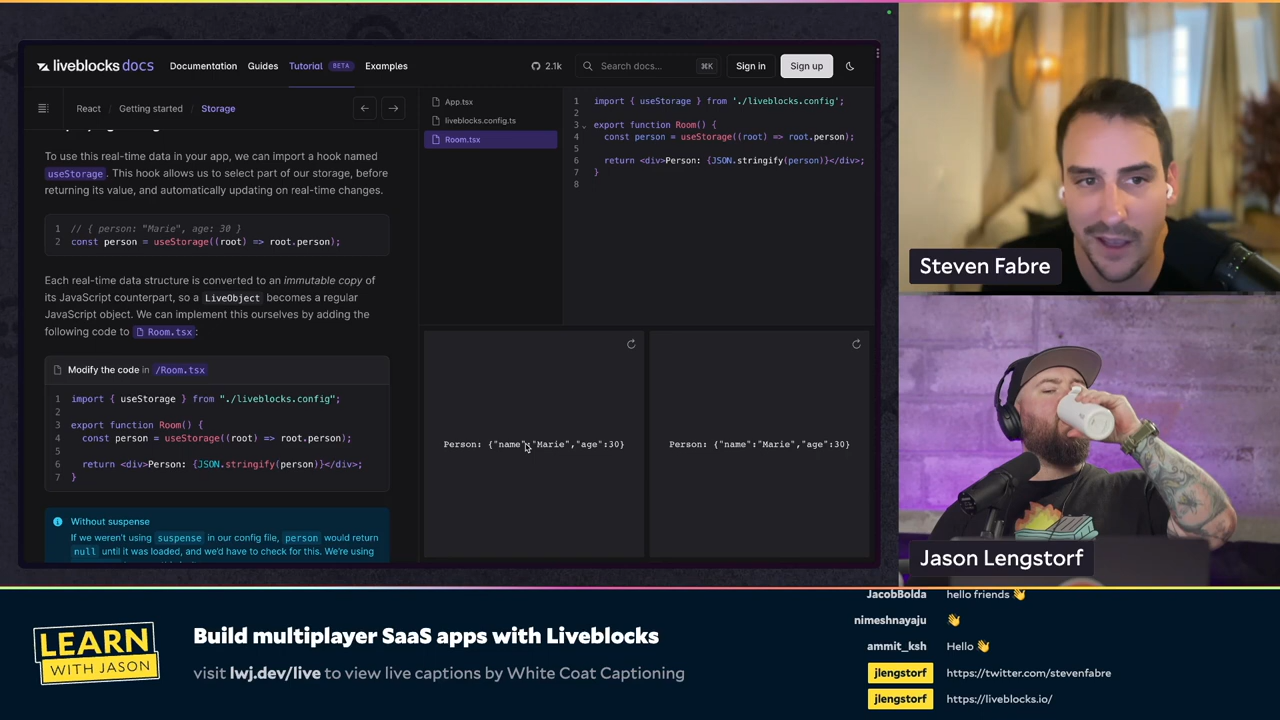 liveblocks docs
Documentation
Guides
Tutorial
BETA
Examples
2.1k
Search docs...
⌘K
Sign in
Sign up
React
Getting started
Storage
To use this real-time data in your app, we can import a hook named
useStorage. This hook allows us to select part of our storage, before
returning its value, and automatically updating on real-time changes.
1 // { person: "Marie", age: 30 }
2 const person = useStorage((root) => root.person);
Each real-time data structure is converted to an immutable copy of
its JavaScript counterpart, so a LiveObject becomes a regular
JavaScript object. We can implement this ourselves by adding the
following code to Room.tsx:
Modify the code in /Room.tsx
1 import { useStorage } from "./liveblocks.config";
2
3 export function Room() {
4 const person = useStorage((root) => root.person);
5
6 return <div>Person: {JSON.stringify(person)}</div>;
7 }
Without suspense
If we weren't using suspense in our config file, person would return
null until it was loaded, and we'd have to check for this. We're using
App.tsx
liveblocks.config.ts
Room.tsx
1 import { useStorage } from './liveblocks.config';
2
3 export function Room() {
4 const person = useStorage((root) => root.person);
5
6 return <div>Person: {JSON.stringify(person)}</div>;
7 }
8
Person: {"name":"Marie","age":30}
Person: {"name":"Marie","age":30}
Steven Fabre
Jason Lengstorf
LEARN
WITH JASON
Build multiplayer SaaS apps with Liveblocks
visit lwj.dev/live to view live captions by White Coat Captioning
JacobBolda hello friends 👋
nimeshnayaju 👋
ammit_ksh Hello 👋
jlengstorf https://twitter.com/stevenfabre
jlengstorf https://liveblocks.io/